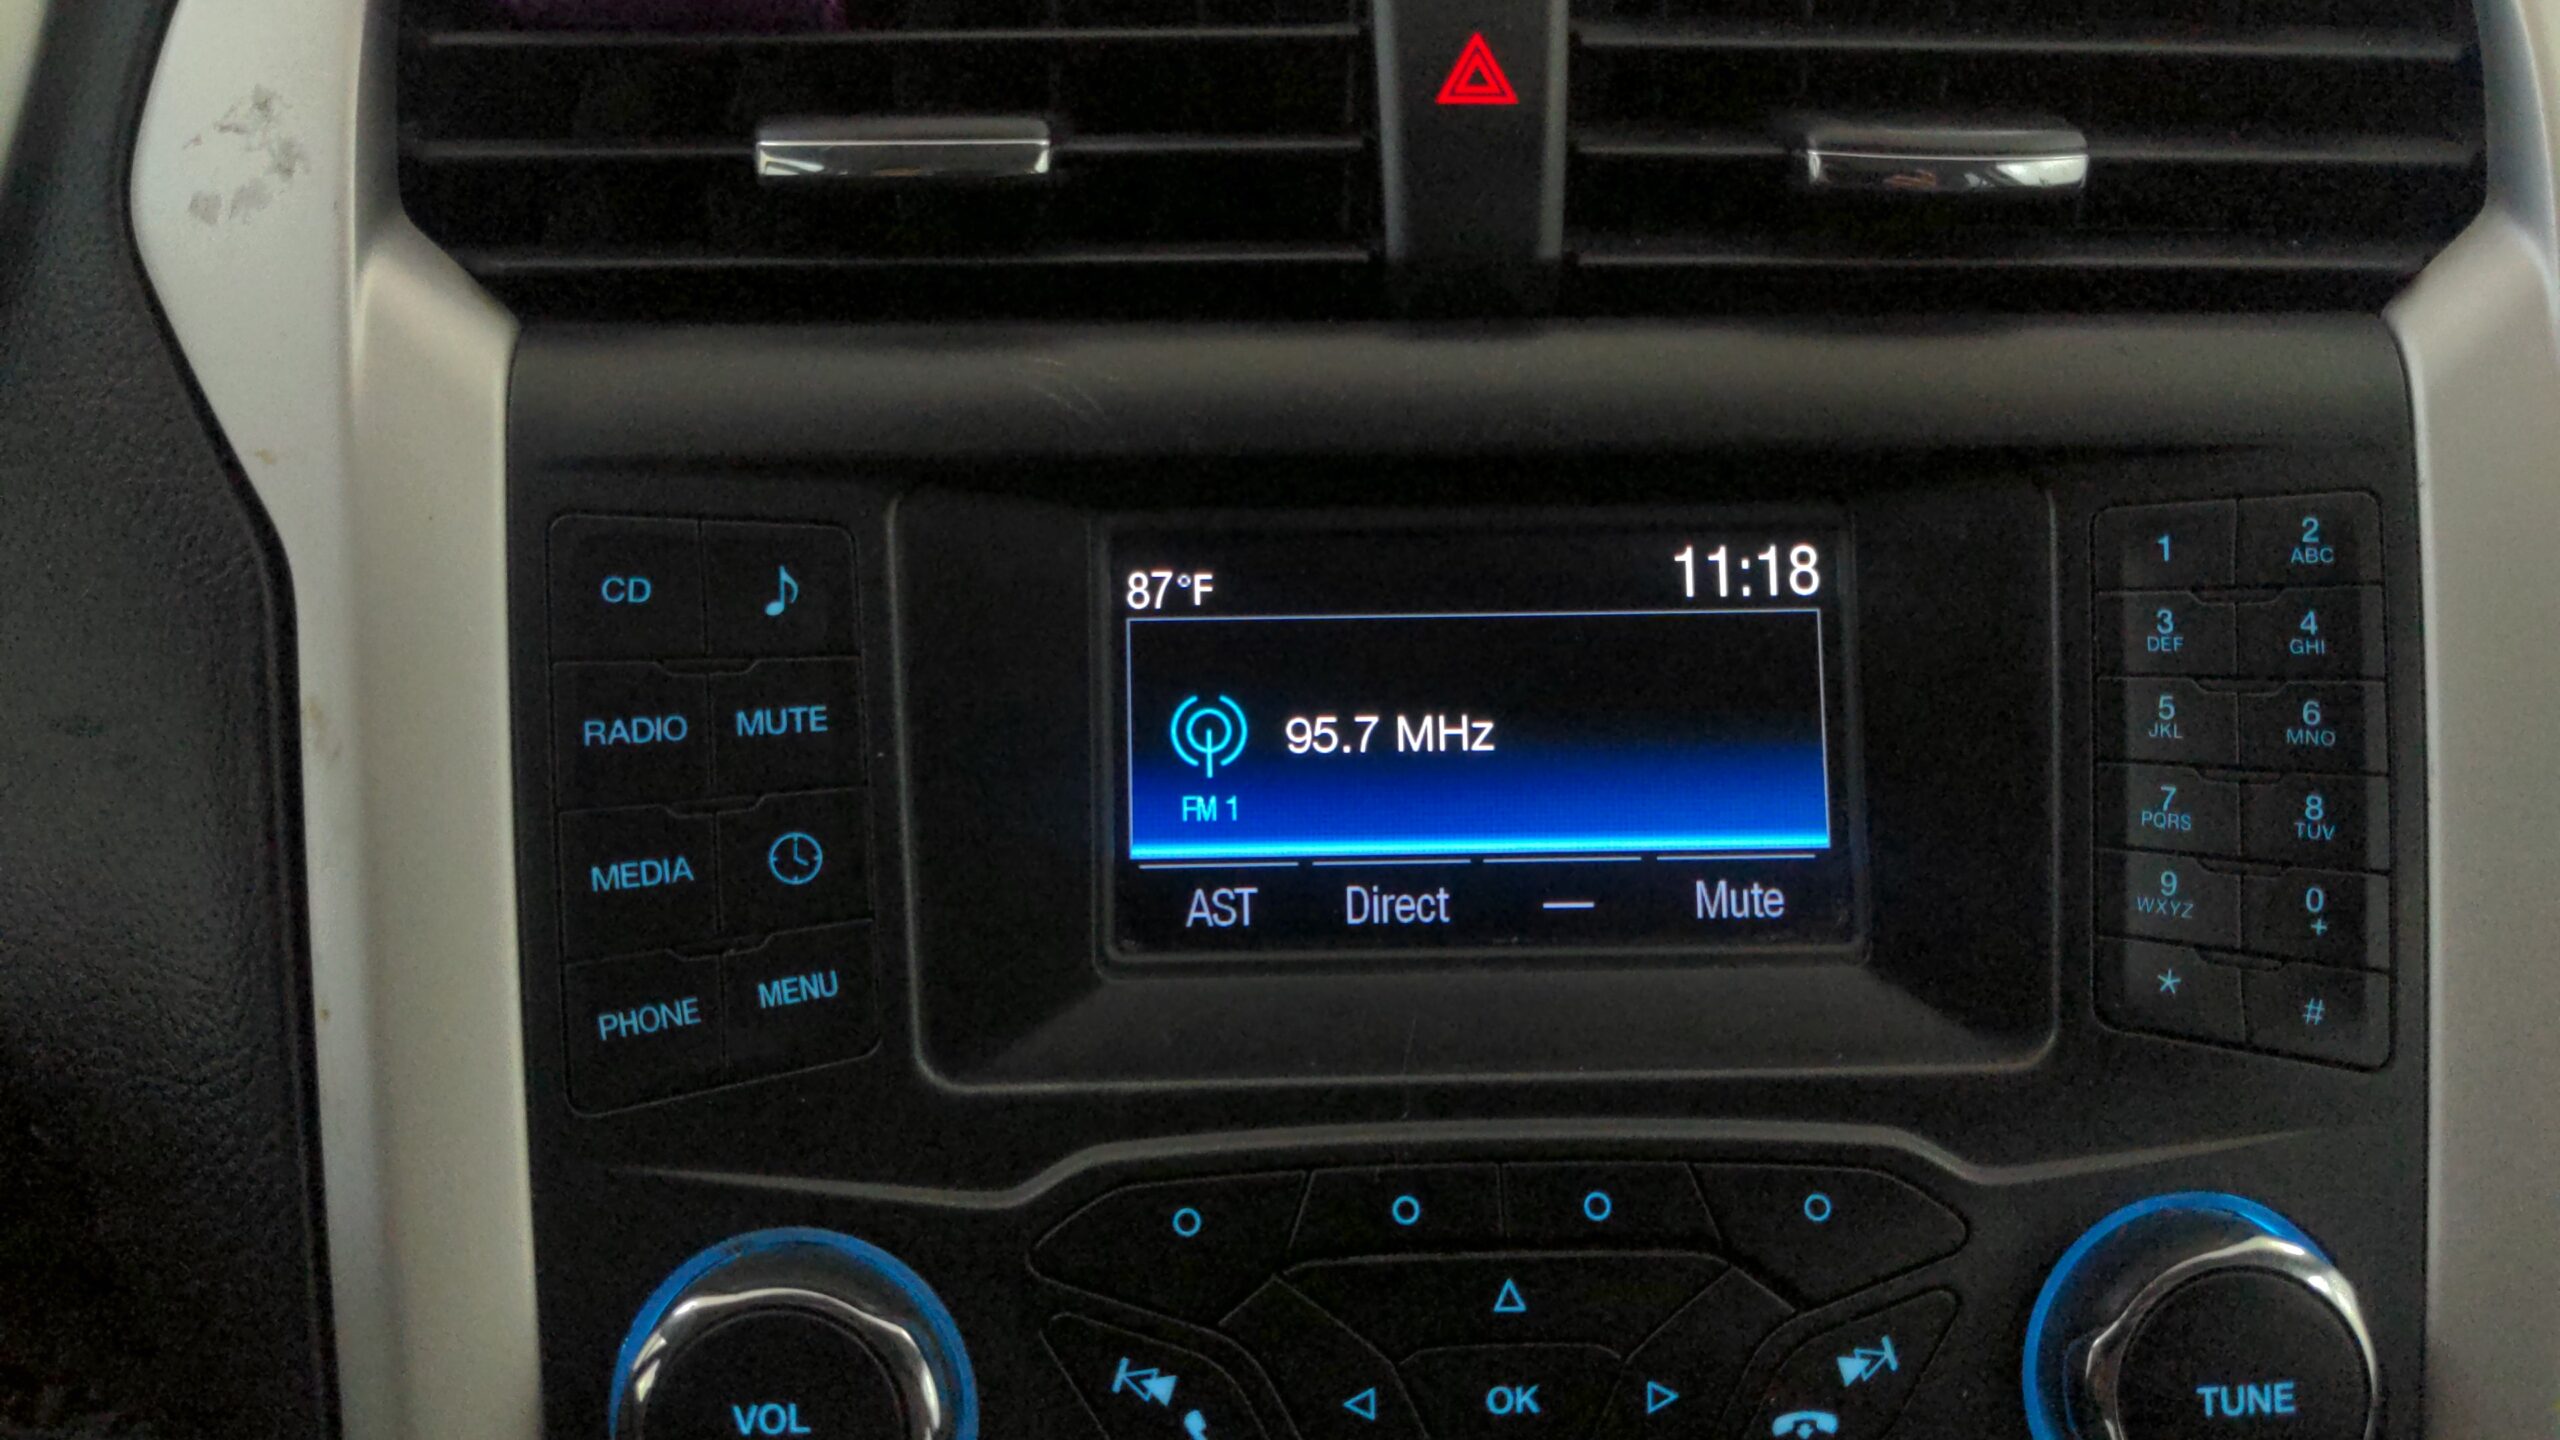 87°F
11:18
95.7 MHz
FM 1
AST Direct — Mute
CD
RADIO MUTE
MEDIA
PHONE MENU
1 2
ABC
3 4
DEF GHI
5 6
JKL MNO
7 8
PQRS TUV
9 0
WXYZ +
* #
VOL
OK
TUNE